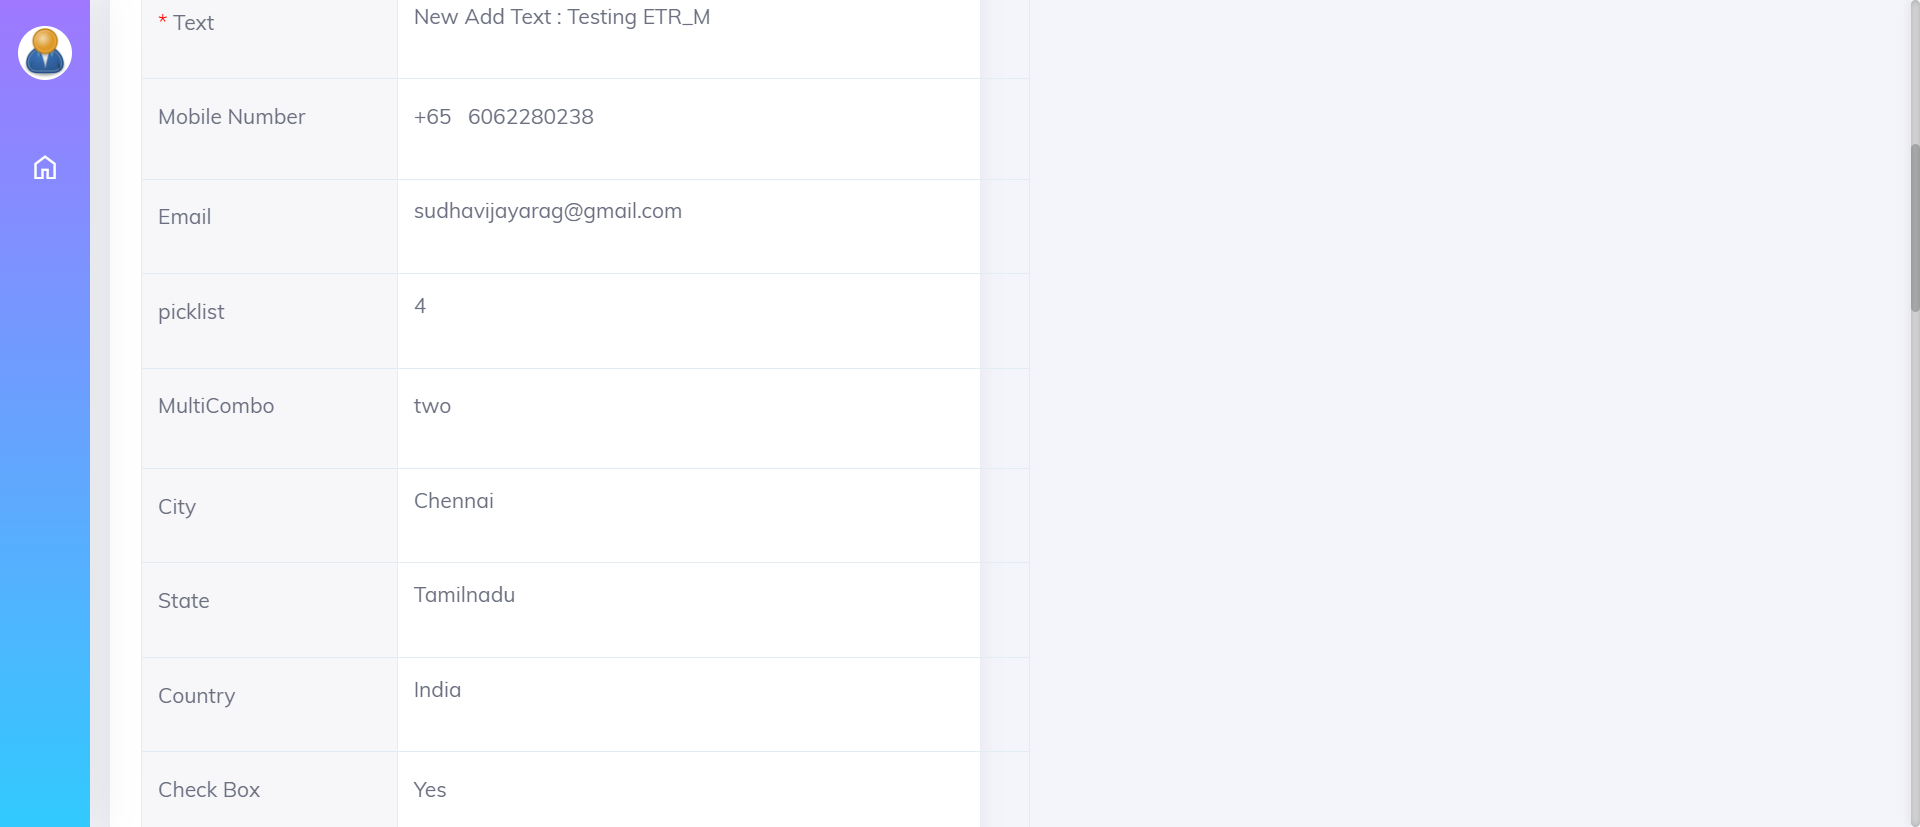 * Text New Add Text : Testing ETR_M
Mobile Number +65 6062280238
Email sudhavijayarag@gmail.com
picklist 4
MultiCombo two
City Chennai
State Tamilnadu
Country India
Check Box Yes